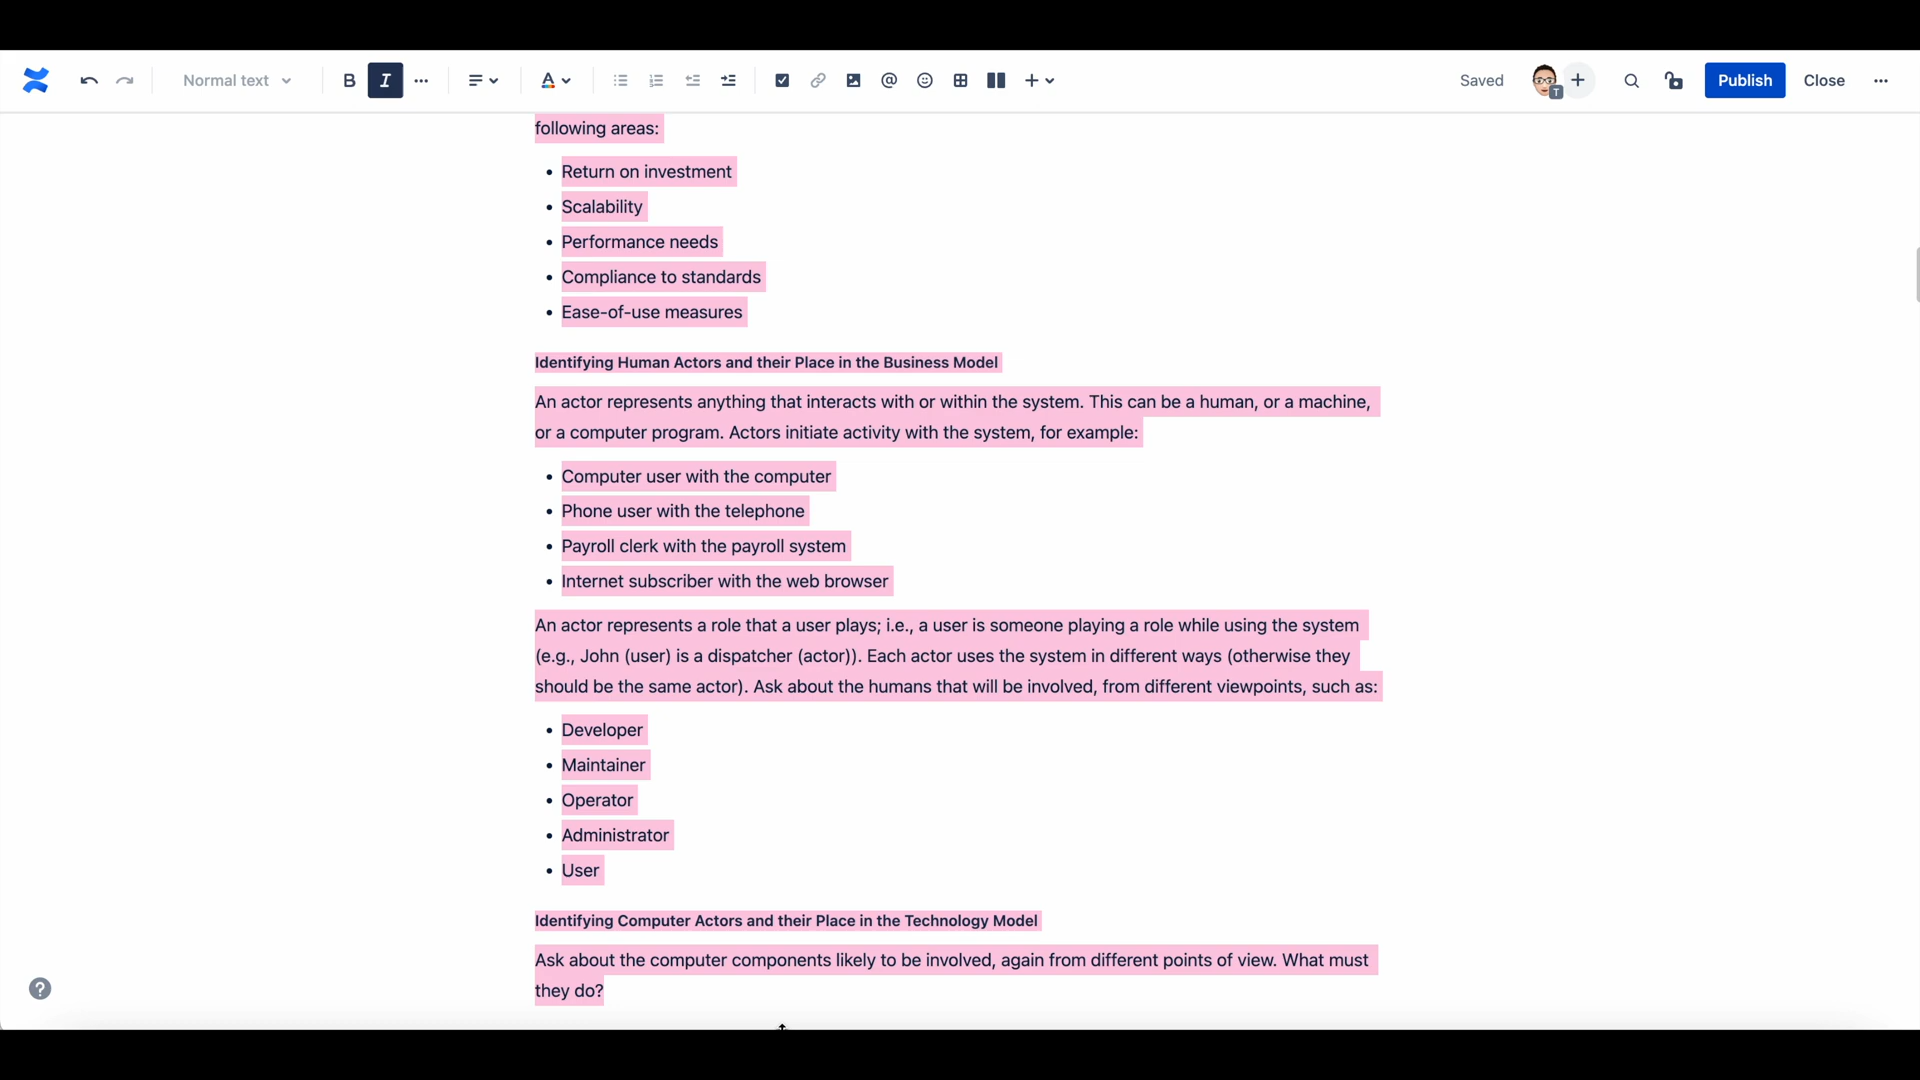 Normal text
B
I
A
Saved
T
Publish
Close
following areas:
• Return on investment
• Scalability
• Performance needs
• Compliance to standards
• Ease-of-use measures
Identifying Human Actors and their Place in the Business Model
An actor represents anything that interacts with or within the system. This can be a human, or a machine,
or a computer program. Actors initiate activity with the system, for example:
• Computer user with the computer
• Phone user with the telephone
• Payroll clerk with the payroll system
• Internet subscriber with the web browser
An actor represents a role that a user plays; i.e., a user is someone playing a role while using the system
(e.g., John (user) is a dispatcher (actor)). Each actor uses the system in different ways (otherwise they
should be the same actor). Ask about the humans that will be involved, from different viewpoints, such as:
• Developer
• Maintainer
• Operator
• Administrator
• User
Identifying Computer Actors and their Place in the Technology Model
Ask about the computer components likely to be involved, again from different points of view. What must
they do?